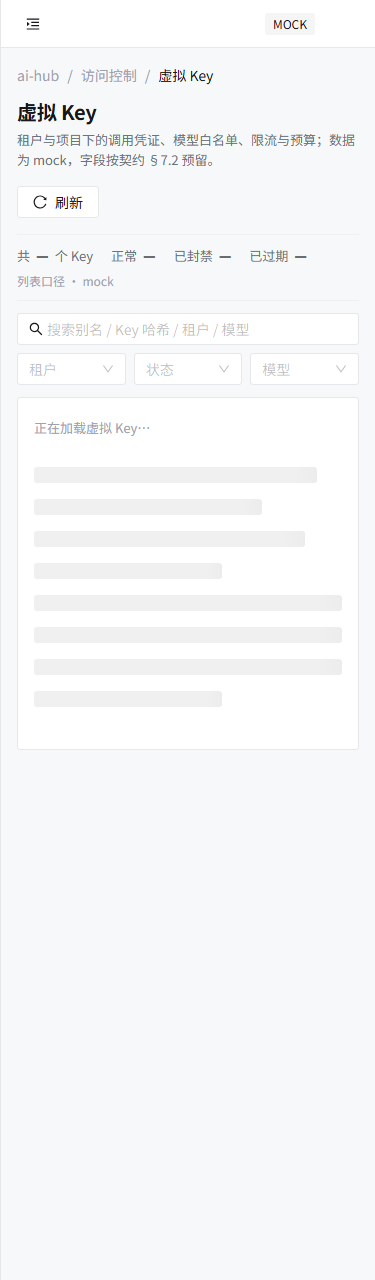 MOCK
ai-hub / 访问控制 / 虚拟 Key
虚拟 Key
租户与项目下的调用凭证、模型白名单、限流与预算；数据
为 mock，字段按契约 §7.2 预留。
刷新
共 — 个 Key 正常 — 已封禁 — 已过期 —
列表口径 · mock
搜索别名 / Key 哈希 / 租户 / 模型
租户 状态 模型
正在加载虚拟 Key…